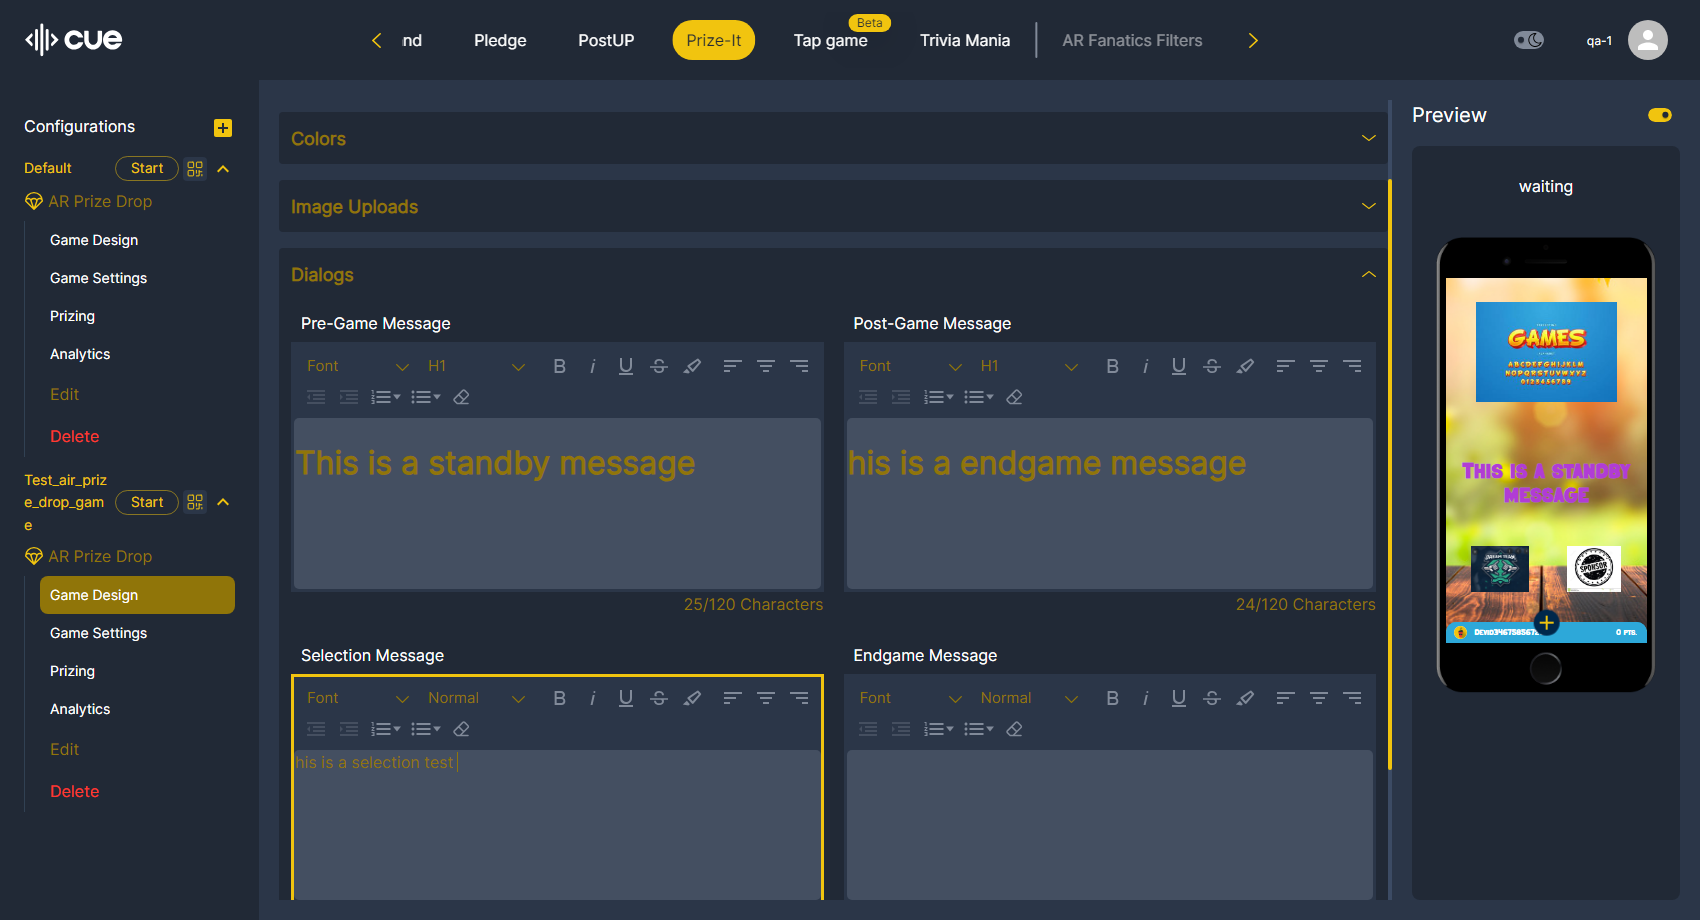 cue
nd
Pledge
PostUP
Prize-It
Beta
Tap game
Trivia Mania
AR Fanatics Filters
qa-1
Configurations
Default
Start
AR Prize Drop
Game Design
Game Settings
Prizing
Analytics
Edit
Delete
Test_air_priz
e_drop_gam
e
Start
AR Prize Drop
Game Design
Game Settings
Prizing
Analytics
Edit
Delete
Colors
Image Uploads
Dialogs
Pre-Game Message
Font
H1
This is a standby message
25/120 Characters
Post-Game Message
Font
H1
his is a endgame message
24/120 Characters
Selection Message
Font
Normal
his is a selection test
Endgame Message
Font
Normal
Preview
waiting
GAMES
ABCDEFGHIJKLM
NOPQRSTUVWXYZ
0123456789
This is a standby
message
SPONSOR
0 pts.